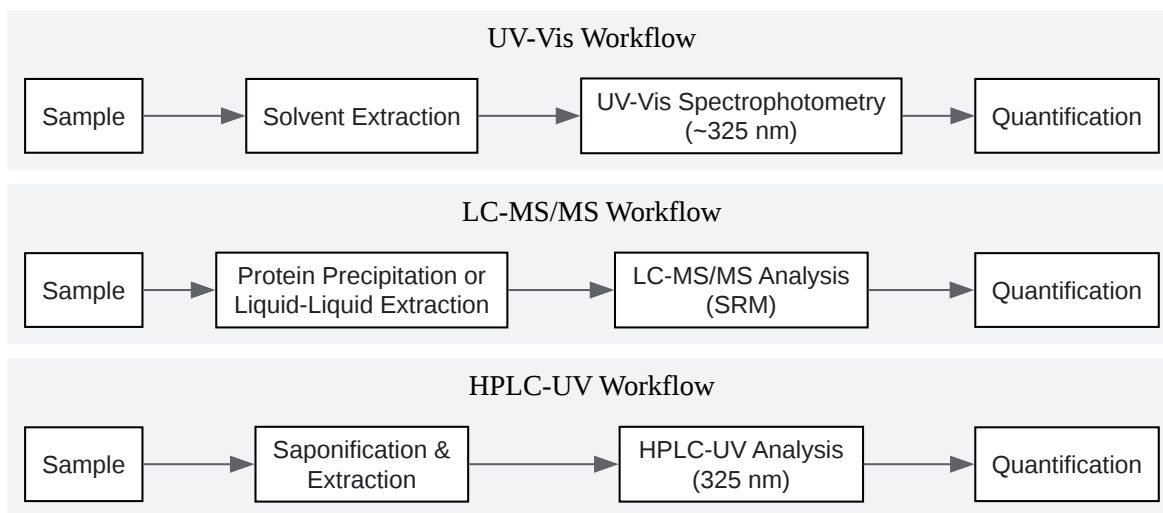 UV-Vis Workflow
Sample
Solvent Extraction
UV-Vis Spectrophotometry
(~325 nm)
Quantification
LC-MS/MS Workflow
Sample
Protein Precipitation or
Liquid-Liquid Extraction
LC-MS/MS Analysis
(SRM)
Quantification
HPLC-UV Workflow
Sample
Saponification &
Extraction
HPLC-UV Analysis
(325 nm)
Quantification